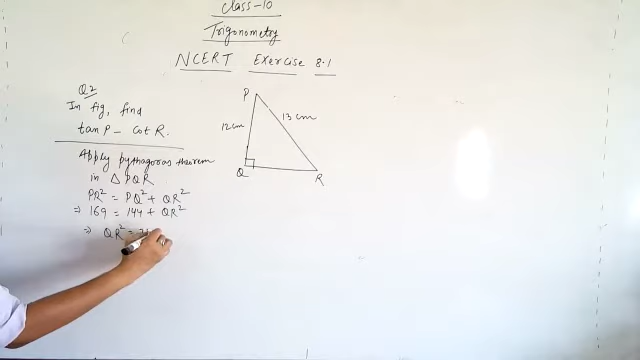 Class-10
Trigonometry
NCERT Exercise 8.1
Q2
In fig, find
tan P - cot R.
Apply pythagoras theorem
in △ PQR
PR² = PQ² + QR²
⇒ 169 = 144 + QR²
⇒ QR² =
P
12 cm
13 cm
Q
R